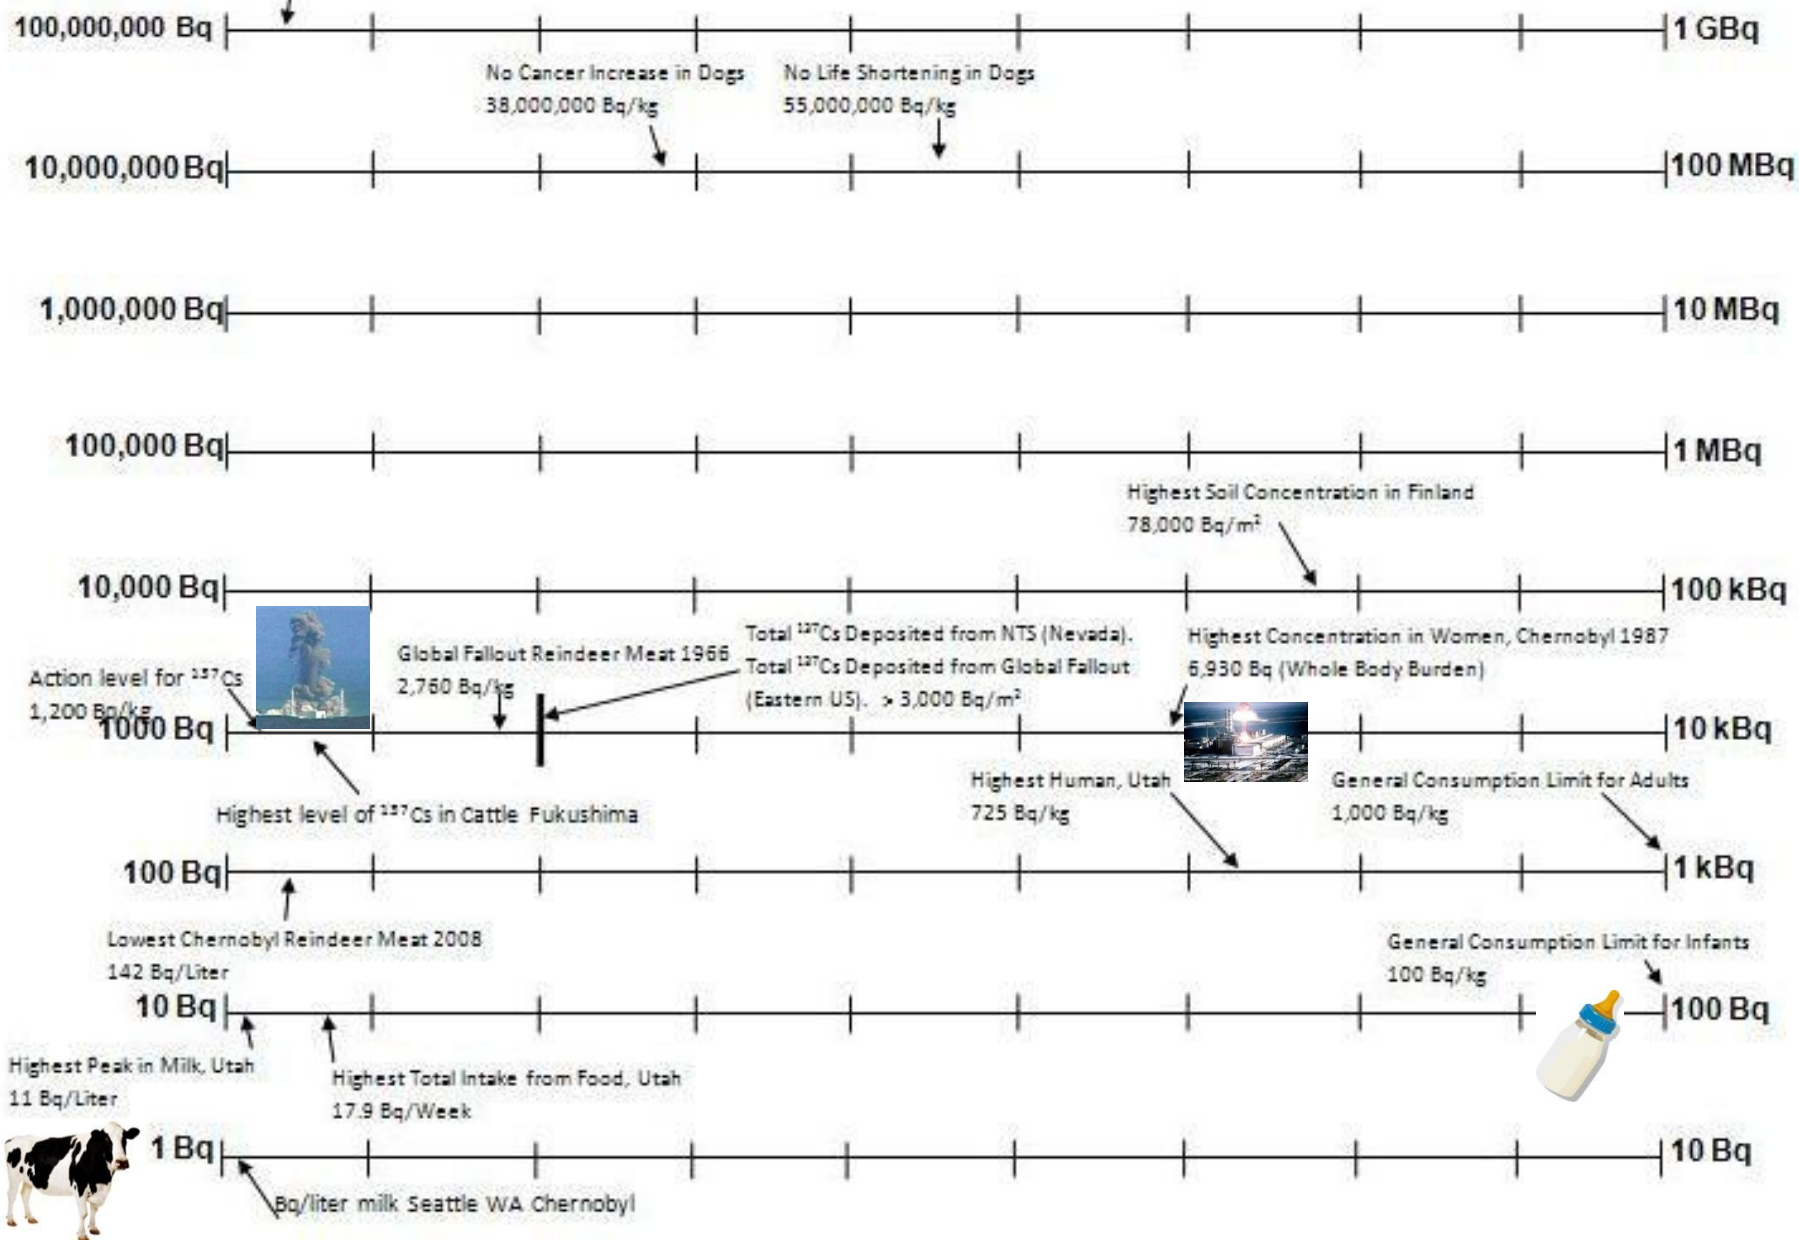 100,000,000 Bq
1 GBq
No Cancer Increase in Dogs
38,000,000 Bq/kg
No Life Shortening in Dogs
55,000,000 Bq/kg
10,000,000 Bq
100 MBq
1,000,000 Bq
10 MBq
100,000 Bq
1 MBq
Highest Soil Concentration in Finland
78,000 Bq/m²
10,000 Bq
100 kBq
Action level for ¹³⁷Cs
1,200 Bq/kg
Global Fallout Reindeer Meat 1966
2,760 Bq/kg
Total ¹³⁷Cs Deposited from NTS (Nevada).
Total ¹³⁷Cs Deposited from Global Fallout
(Eastern US). > 3,000 Bq/m²
Highest Concentration in Women, Chernobyl 1987
6,930 Bq (Whole Body Burden)
1000 Bq
10 kBq
Highest level of ¹³⁷Cs in Cattle Fukushima
Highest Human, Utah
725 Bq/kg
General Consumption Limit for Adults
1,000 Bq/kg
100 Bq
1 kBq
Lowest Chernobyl Reindeer Meat 2008
142 Bq/Liter
General Consumption Limit for Infants
100 Bq/kg
10 Bq
100 Bq
Highest Peak in Milk, Utah
11 Bq/Liter
Highest Total Intake from Food, Utah
17.9 Bq/Week
1 Bq
10 Bq
Bq/liter milk Seattle WA Chernobyl